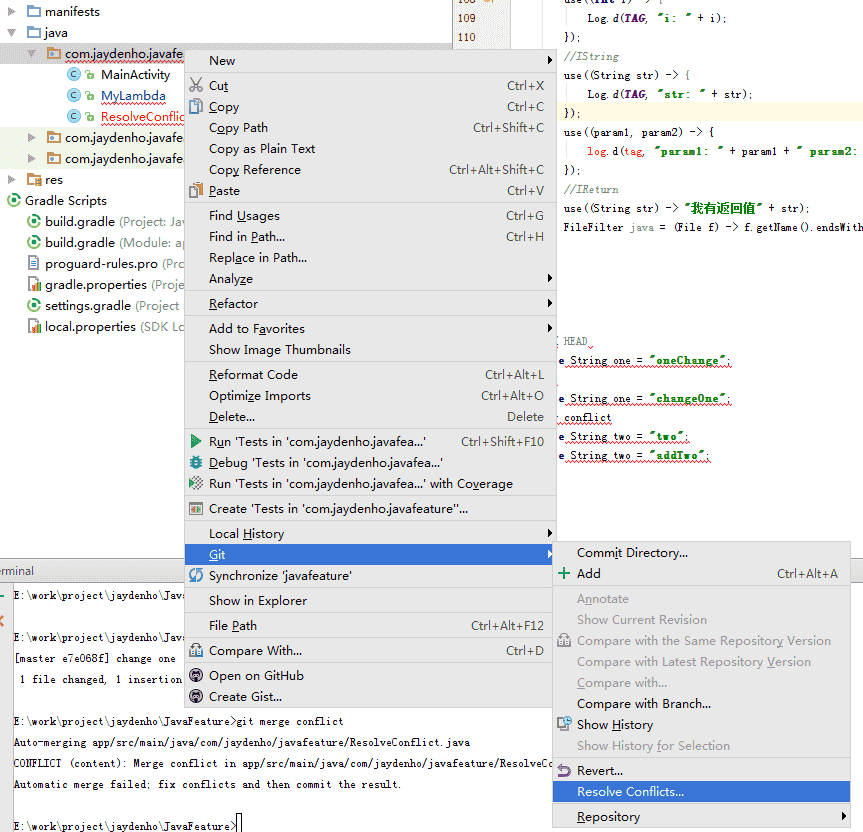 manifests
java
com.jaydenho.javafe
MainActivity
MyLambda
ResolveConflic
com.jaydenho.javafe
com.jaydenho.javafe
res
Gradle Scripts
build.gradle (Project: Jav
build.gradle (Module: ap
proguard-rules.pro (Pro
gradle.properties (Projec
settings.gradle (Project
local.properties (SDK Lo
109
110
Log.d(TAG, "i: " + i);
});
//IString
use((String str) -> {
Log.d(TAG, "str: " + str);
});
use((param1, param2) -> {
log.d(tag, "param1: " + param1 + " param2:
});
//IReturn
use((String str) -> "我有返回值" + str);
FileFilter java = (File f) -> f.getName().endsWith
HEAD
e String one = "oneChange";
e String one = "changeOne";
conflict
e String two = "two";
e String two = "addTwo";
New
Cut Ctrl+X
Copy Ctrl+C
Copy Path Ctrl+Shift+C
Copy as Plain Text
Copy Reference Ctrl+Alt+Shift+C
Paste Ctrl+V
Find Usages Ctrl+G
Find in Path... Ctrl+H
Replace in Path...
Analyze
Refactor
Add to Favorites
Show Image Thumbnails
Reformat Code Ctrl+Alt+L
Optimize Imports Ctrl+Alt+O
Delete... Delete
Run 'Tests in 'com.jaydenho.javafea...' Ctrl+Shift+F10
Debug 'Tests in 'com.jaydenho.javafea...'
Run 'Tests in 'com.jaydenho.javafea...' with Coverage
Create 'Tests in 'com.jaydenho.javafeature''...
Local History
Git
Synchronize 'javafeature'
Show in Explorer
File Path Ctrl+Alt+F12
Compare With... Ctrl+D
Open on GitHub
Create Gist...
Commit Directory...
Add Ctrl+Alt+A
Annotate
Show Current Revision
Compare with the Same Repository Version
Compare with Latest Repository Version
Compare with...
Compare with Branch...
Show History
Show History for Selection
Revert...
Resolve Conflicts...
Repository
erminal
E:\work\project\jaydenho\Jav
E:\work\project\jaydenho\Jav
[master e7e068f] change one
1 file changed, 1 insertion
E:\work\project\jaydenho\JavaFeature>git merge conflict
Auto-merging app/src/main/java/com/jaydenho/javafeature/ResolveConflict.java
CONFLICT (content): Merge conflict in app/src/main/java/com/jaydenho/javafeature/ResolveCo
Automatic merge failed; fix conflicts and then commit the result.
E:\work\project\jaydenho\JavaFeature>